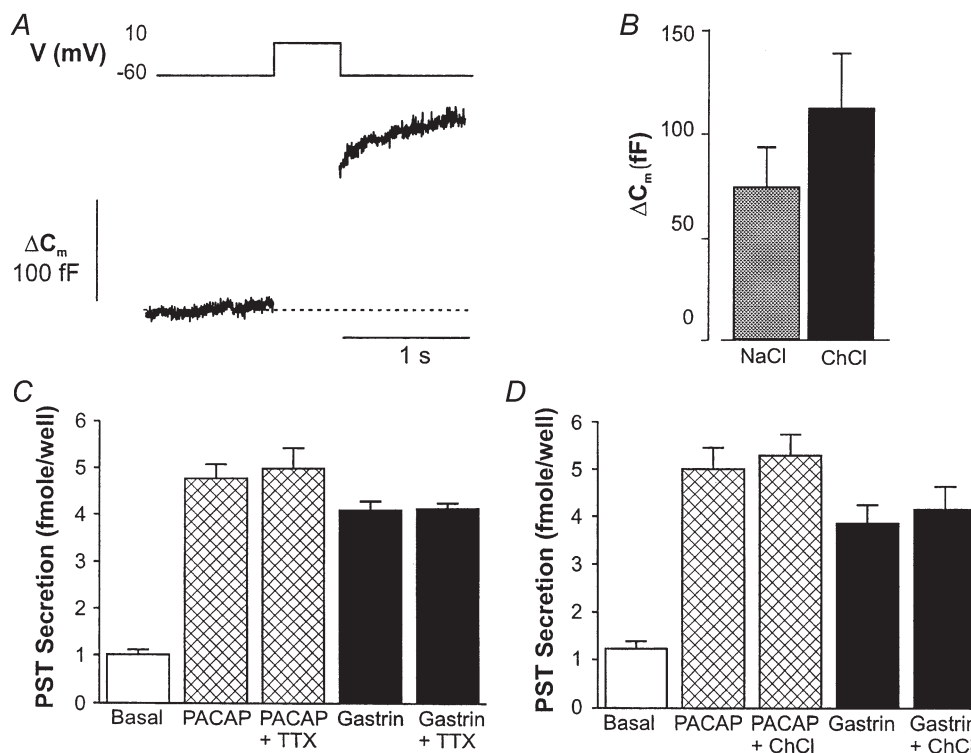 A
V (mV)
10
-60
ΔCm
100 fF
1 s
B
ΔCm (fF)
150
100
50
0
NaCl
ChCl
C
PST Secretion (fmole/well)
6
5
4
3
2
1
0
Basal
PACAP
PACAP
+ TTX
Gastrin
Gastrin
+ TTX
D
PST Secretion (fmole/well)
6
5
4
3
2
1
0
Basal
PACAP
PACAP
+ ChCl
Gastrin
Gastrin
+ ChC